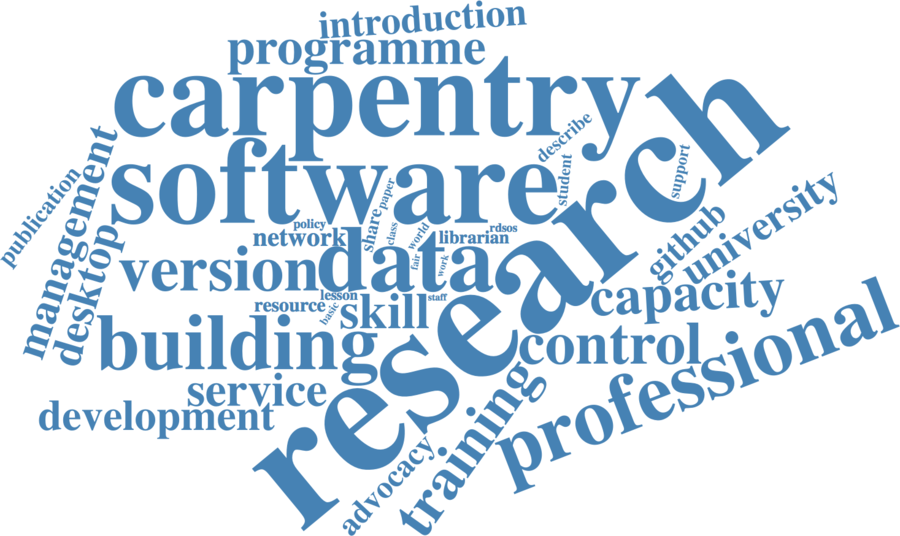 introduction
programme
carpentry
research
software
describe
student
support
management
publication
desktop
policy
network
share
paper
class
world
fair
work
rdsos
librarian
github
university
version
data
capacity
resource
lesson
basic
skill
staff
building
control
professional
service
development
training
advocacy